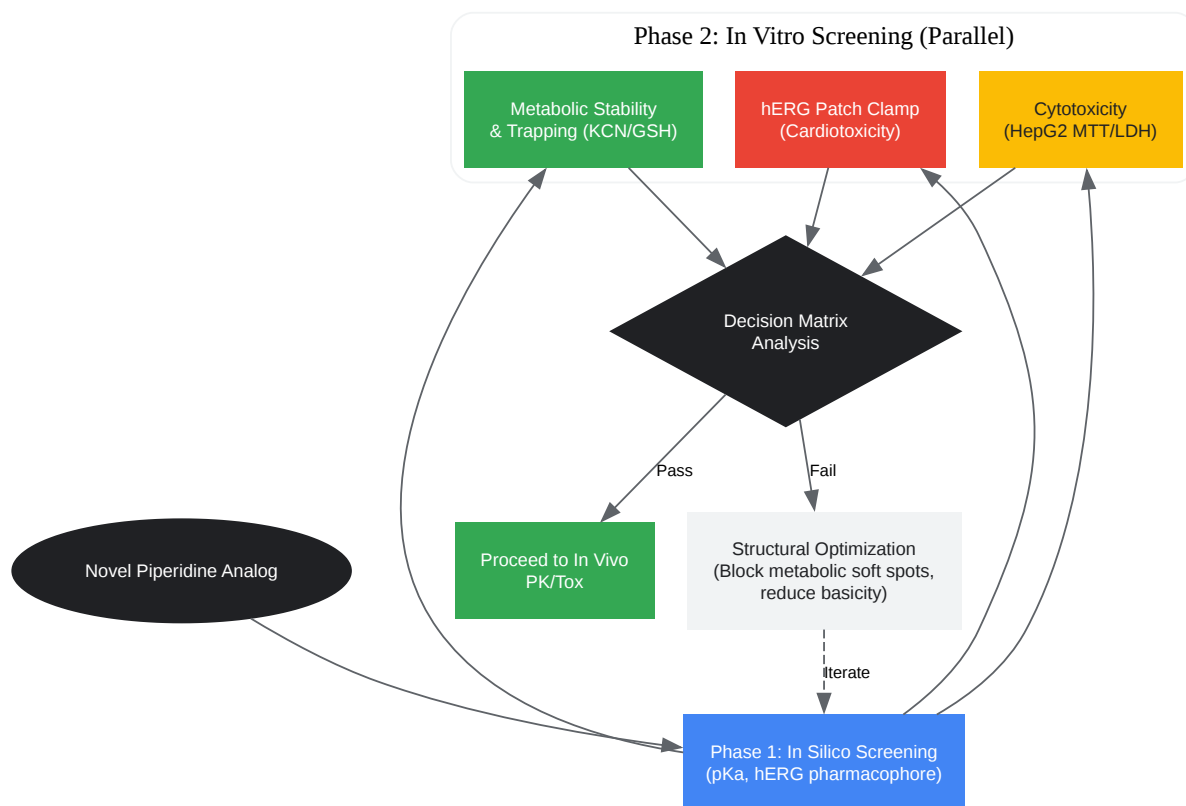 Phase 2: In Vitro Screening (Parallel)
Metabolic Stability
& Trapping (KCN/GSH)
hERG Patch Clamp
(Cardiotoxicity)
Cytotoxicity
(HepG2 MTT/LDH)
Decision Matrix
Analysis
Pass
Fail
Novel Piperidine Analog
Proceed to In Vivo
PK/Tox
Structural Optimization
(Block metabolic soft spots,
reduce basicity)
Iterate
Phase 1: In Silico Screening
(pKa, hERG pharmacophore)